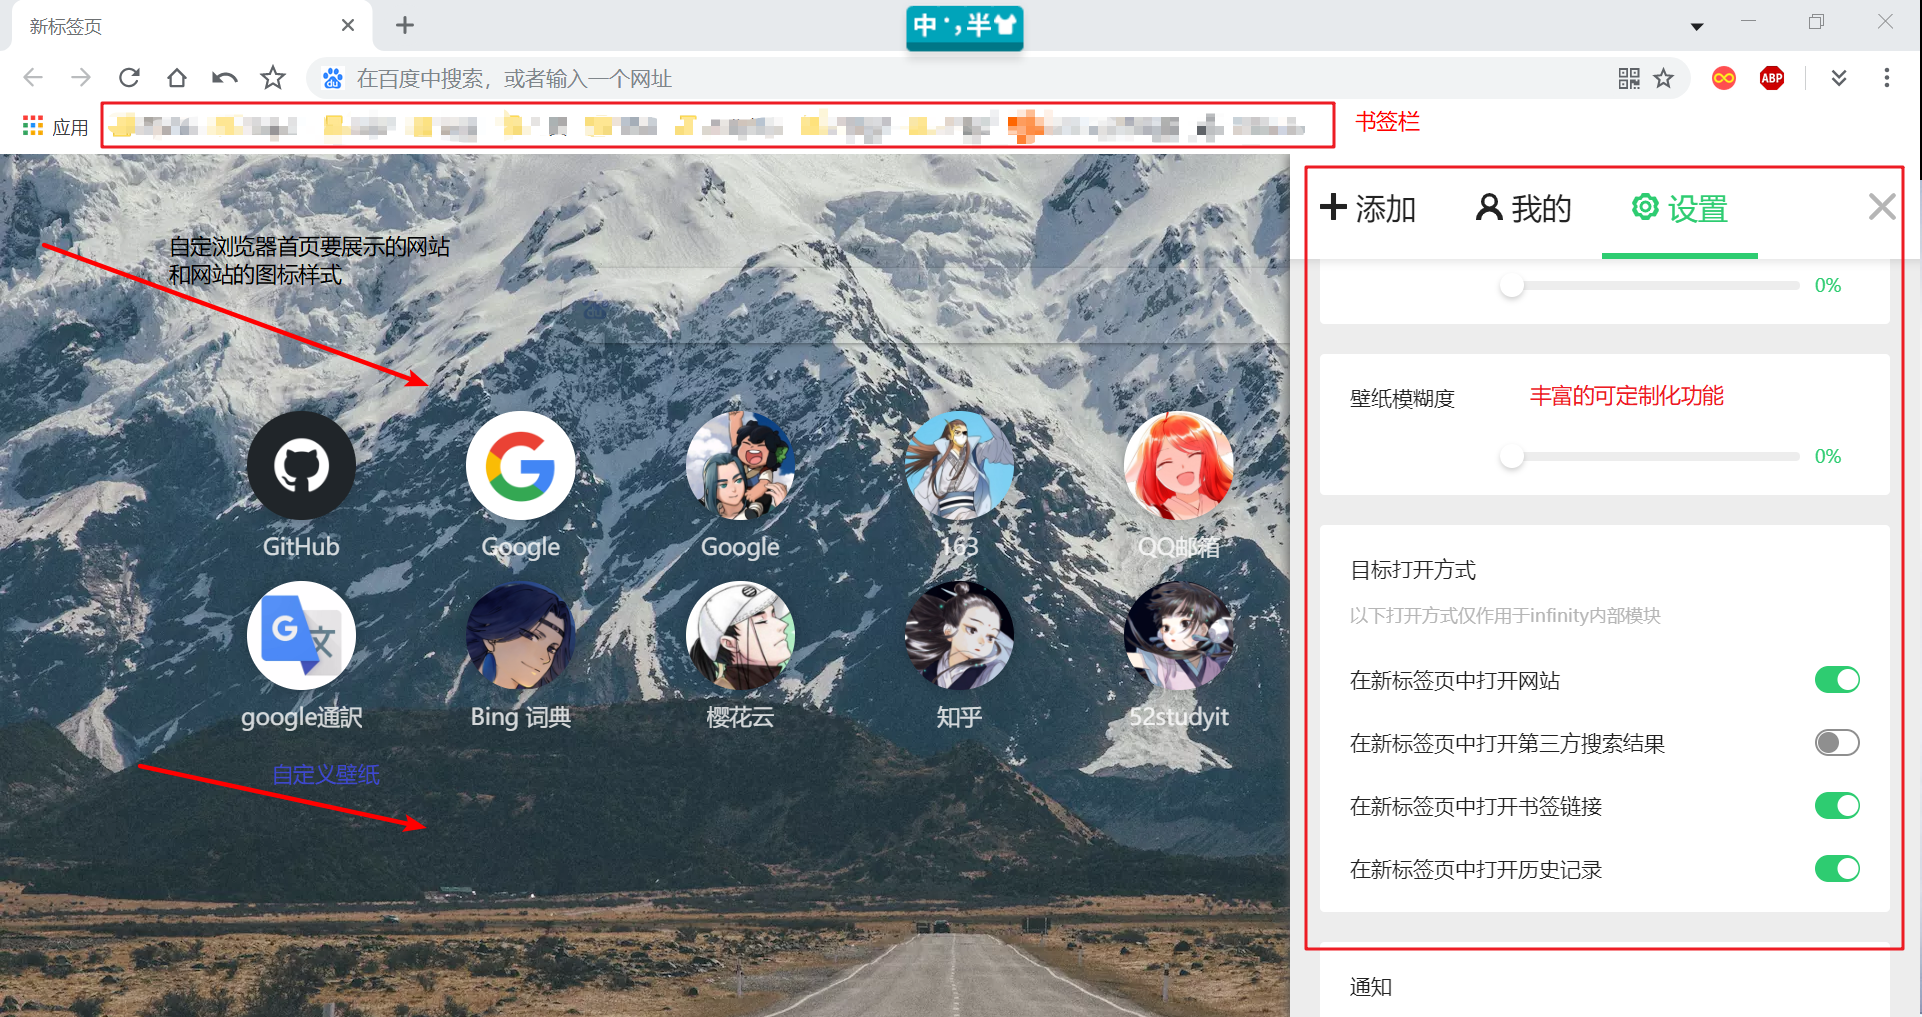 新标签页
中 半
在百度中搜索，或者输入一个网址
ABP
应用
书签栏
添加
我的
设置
自定浏览器首页要展示的网站
和网站的图标样式
0%
壁纸模糊度
丰富的可定制化功能
0%
GitHub
Google
Google
163
QQ邮箱
目标打开方式
以下打开方式仅作用于infinity内部模块
在新标签页中打开网站
google通訳
Bing 词典
樱花云
知乎
52studyit
在新标签页中打开第三方搜索结果
自定义壁纸
在新标签页中打开书签链接
在新标签页中打开历史记录
通知